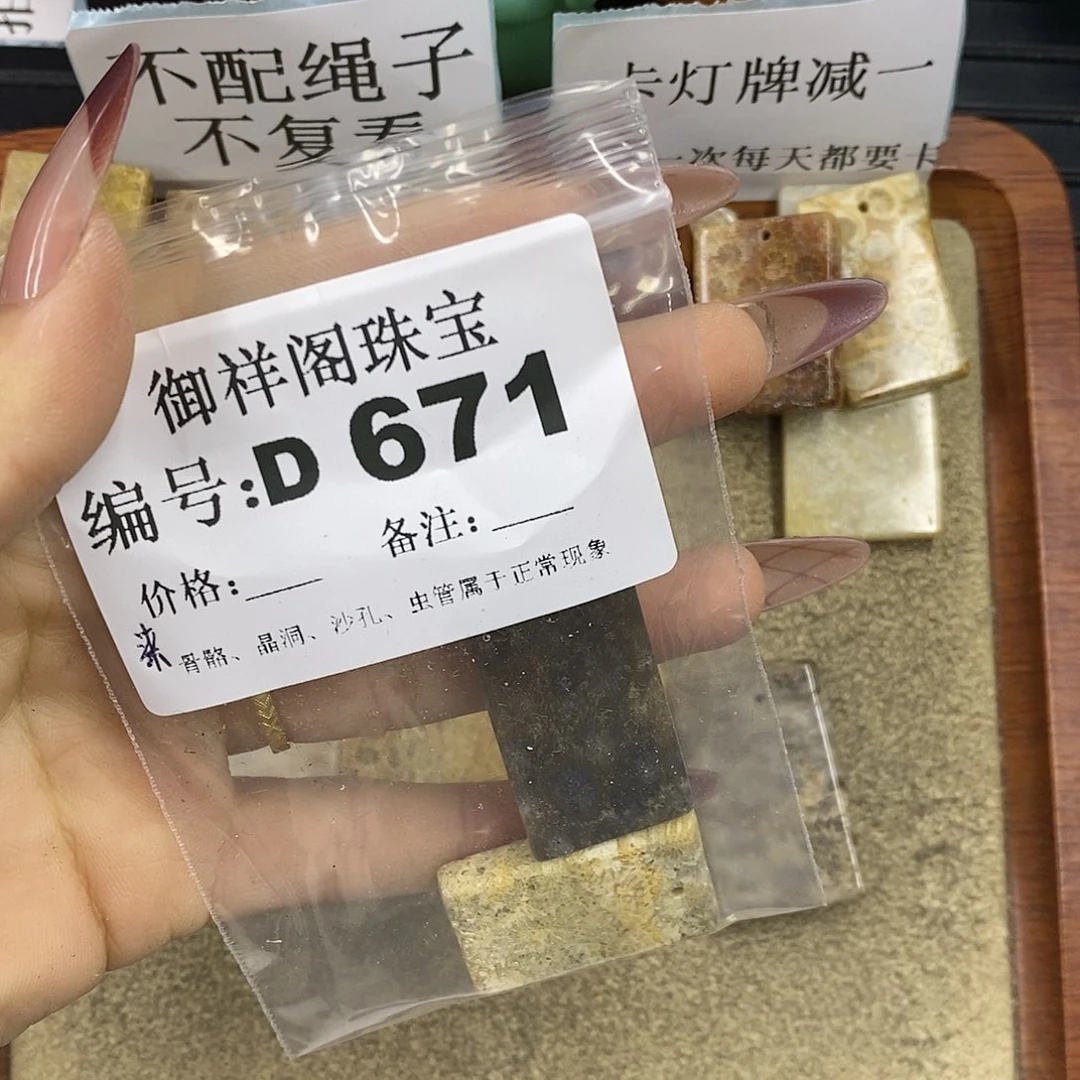 不配绳子
不复看
卡灯牌减一
一次每天都要卡
御祥阁珠宝
编号:D 671
备注:
价格:
骨骼、晶洞、沙孔、虫管属于正常现象